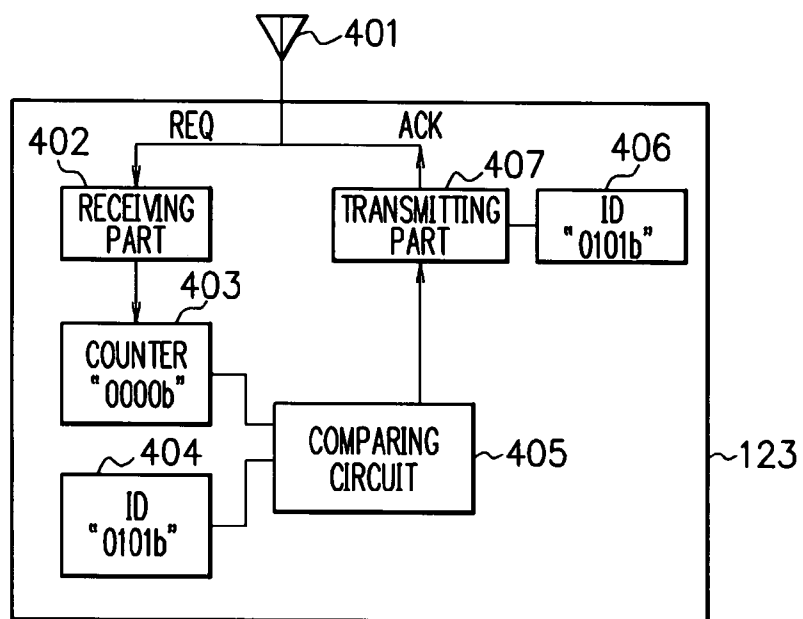 401
REQ
ACK
402
407
406
RECEIVING
PART
TRANSMITTING
PART
ID
"0101b"
403
COUNTER
"0000b"
404
ID
"0101b"
COMPARING
CIRCUIT
405
123